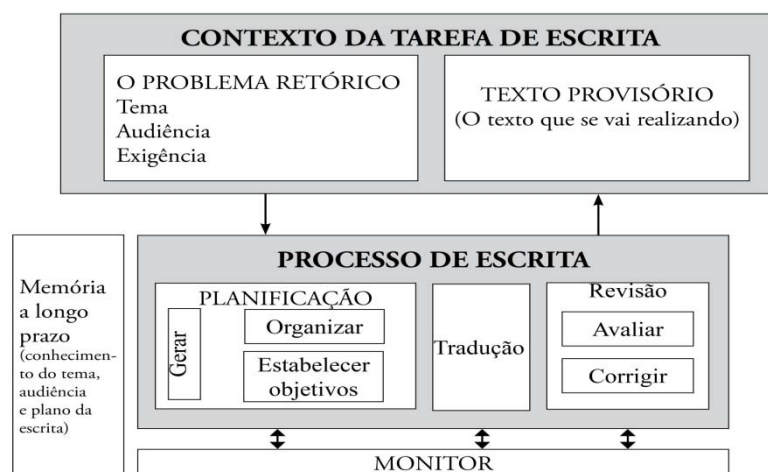 CONTEXTO DA TAREFA DE ESCRITA
O PROBLEMA RETÓRICO
Tema
Audiência
Exigência
TEXTO PROVISÓRIO
(O texto que se vai realizando)
Memória
a longo
prazo
(conhecimen-
to do tema,
audiência
e plano da
escrita)
PROCESSO DE ESCRITA
PLANIFICAÇÃO
Gerar
Organizar
Estabelecer
objetivos
Tradução
Revisão
Avaliar
Corrigir
MONITOR